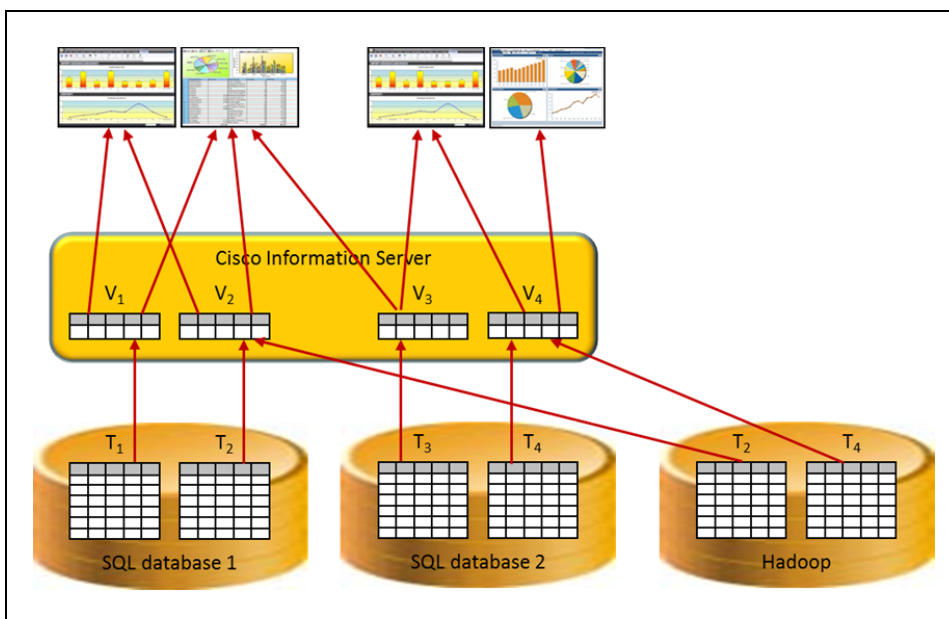 Cisco Information Server
V1 V2 V3 V4
T1 T2 T3 T4 T2 T4
SQL database 1 SQL database 2 Hadoop